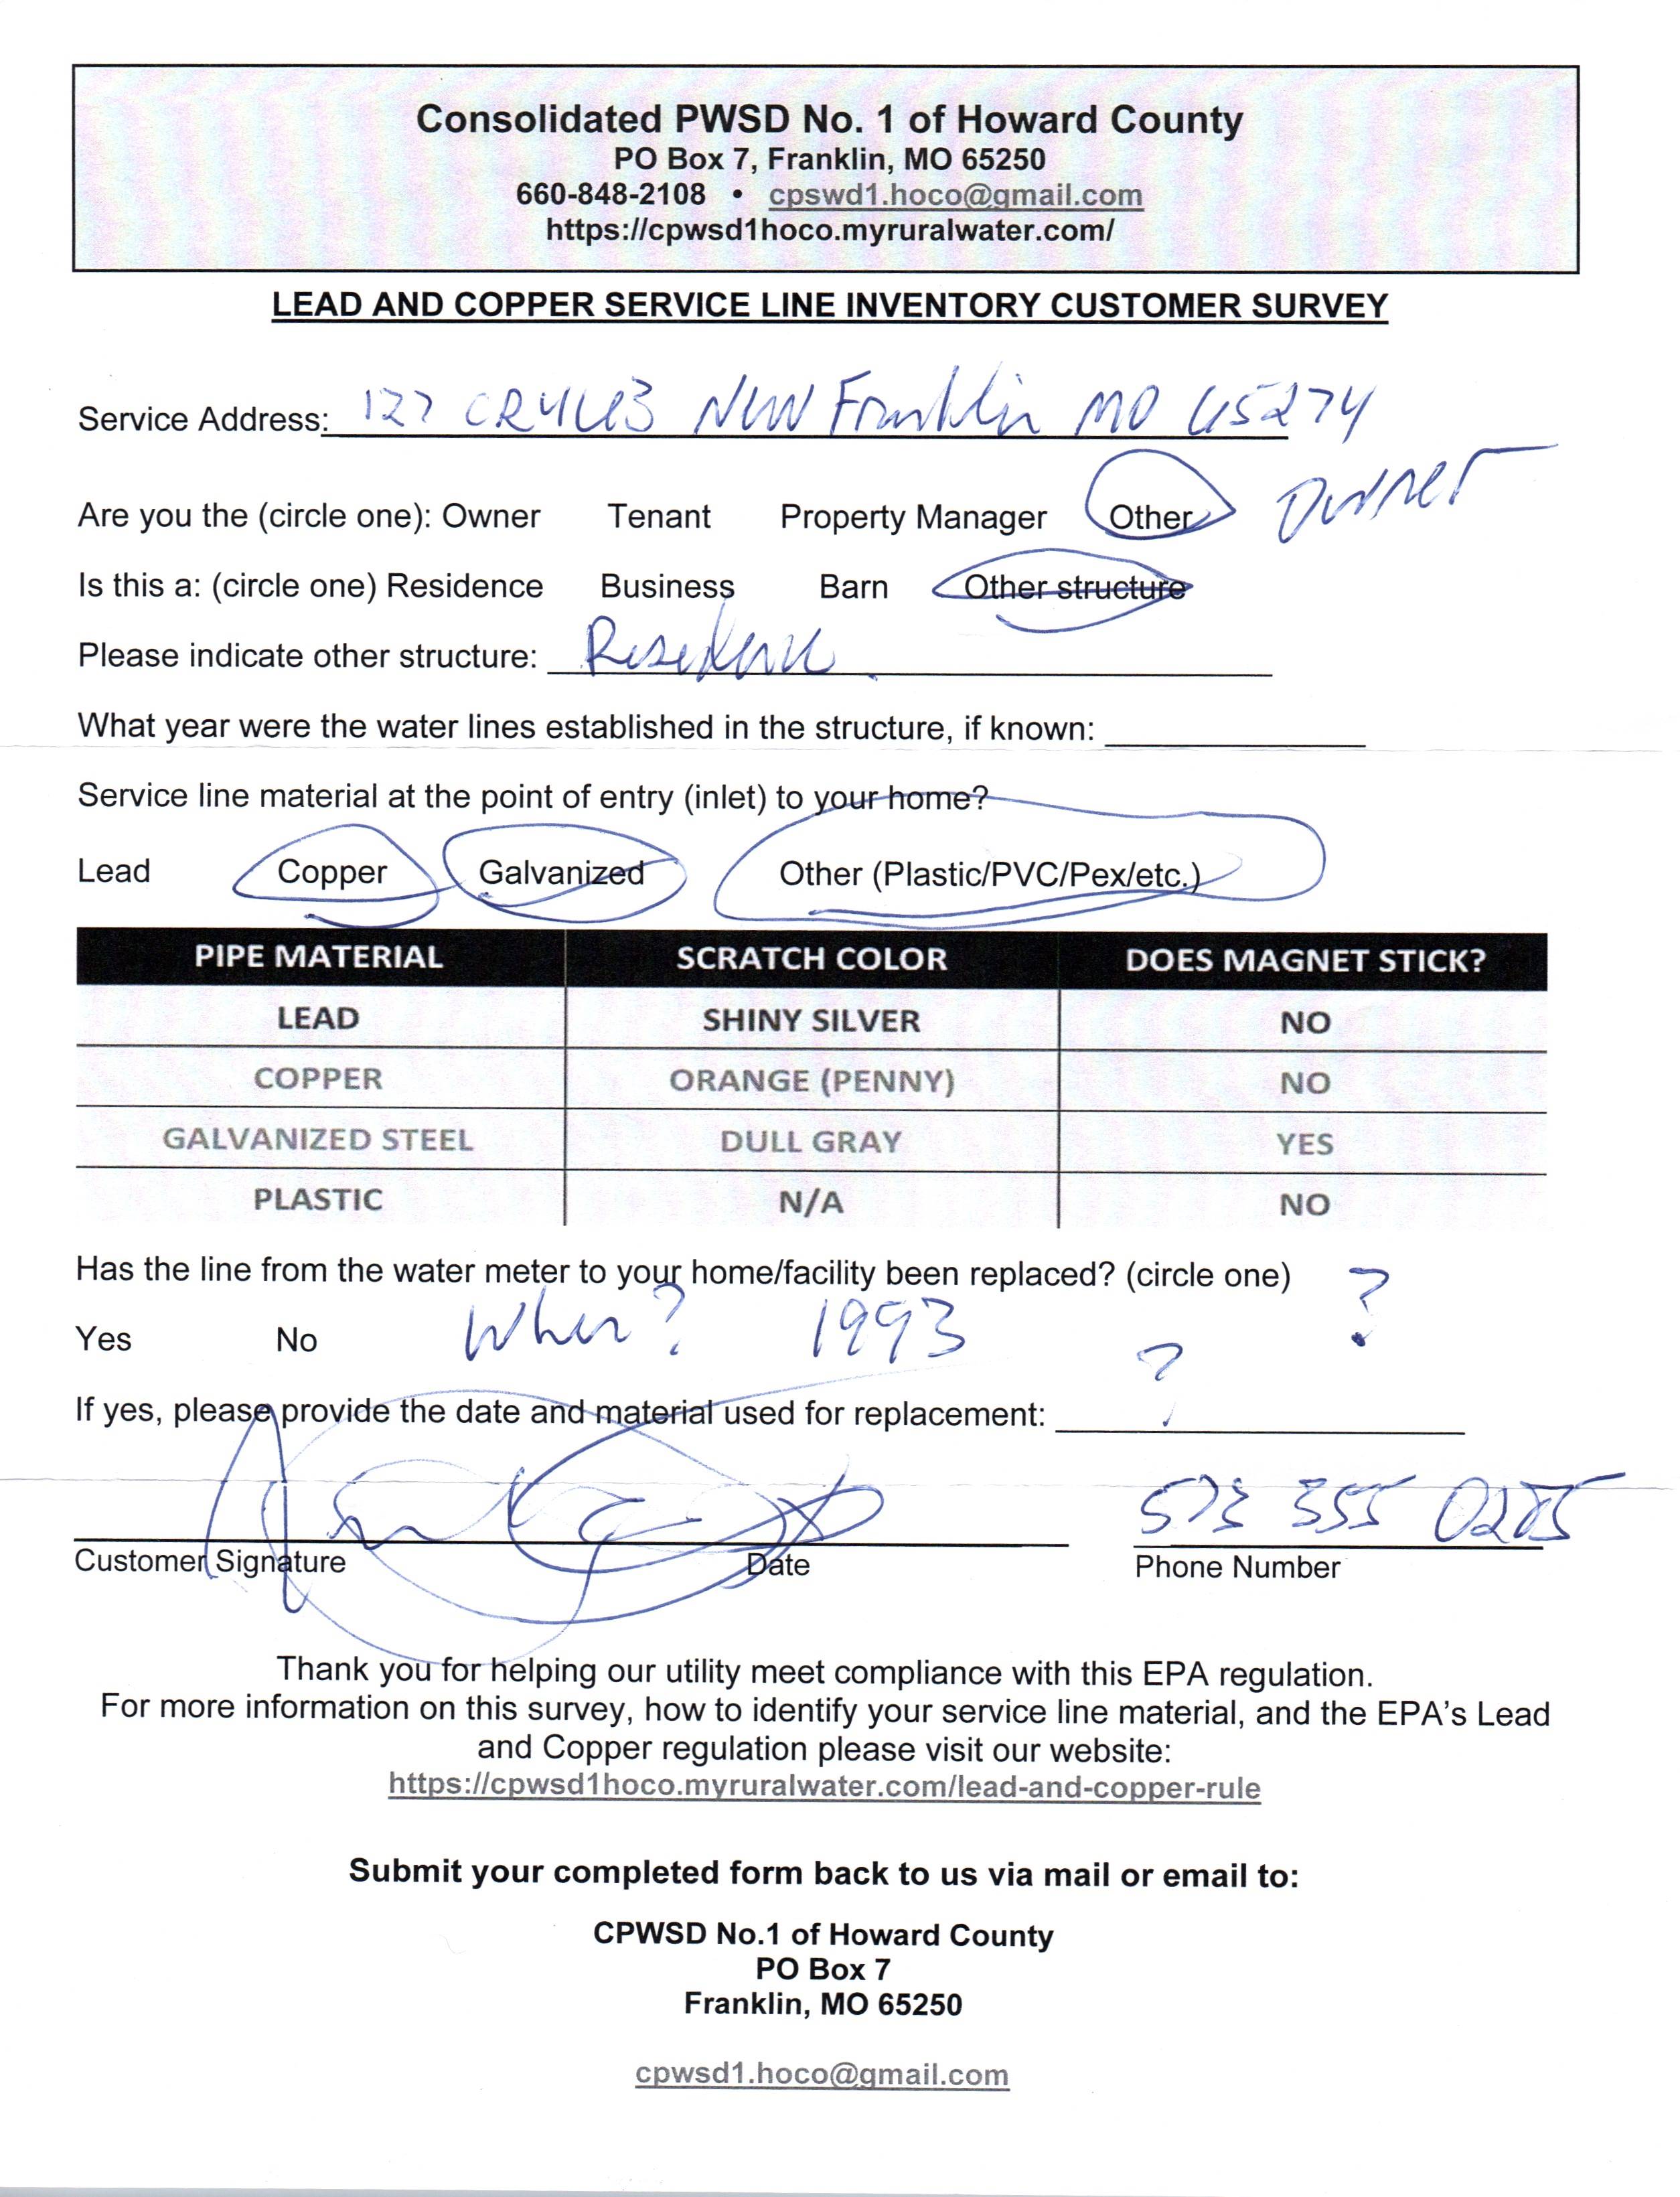 Consolidated PWSD No. 1 of Howard County
PO Box 7, Franklin, MO 65250
660-848-2108 • cpswd1.hoco@gmail.com
https://cpwsd1hoco.myruralwater.com/
LEAD AND COPPER SERVICE LINE INVENTORY CUSTOMER SURVEY
Service Address: 127 New Franklin MO 65274
Are you the (circle one): Owner Tenant Property Manager Other Owner
Is this a: (circle one) Residence Business Barn Other structure
Please indicate other structure: Residence
What year were the water lines established in the structure, if known:
Service line material at the point of entry (inlet) to your home?
Lead Copper Galvanized Other (Plastic/PVC/Pex/etc.)
PIPE MATERIAL SCRATCH COLOR DOES MAGNET STICK?
LEAD SHINY SILVER NO
COPPER ORANGE (PENNY) NO
GALVANIZED STEEL DULL GRAY YES
PLASTIC N/A NO
Has the line from the water meter to your home/facility been replaced? (circle one) ?
Yes No When? 1993
If yes, please provide the date and material used for replacement: ?
573 355 0285
Customer Signature Date Phone Number
Thank you for helping our utility meet compliance with this EPA regulation.
For more information on this survey, how to identify your service line material, and the EPA's Lead
and Copper regulation please visit our website:
https://cpwsd1hoco.myruralwater.com/lead-and-copper-rule
Submit your completed form back to us via mail or email to:
CPWSD No.1 of Howard County
PO Box 7
Franklin, MO 65250
cpwsd1.hoco@gmail.com